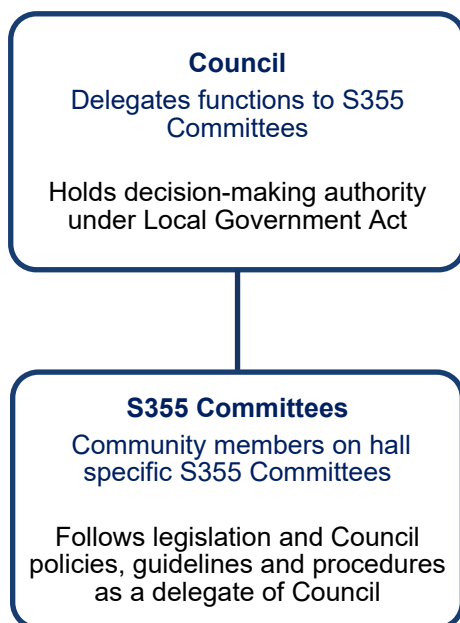 Council
Delegates functions to S355
Committees
Holds decision-making authority
under Local Government Act
S355 Committees
Community members on hall
specific S355 Committees
Follows legislation and Council
policies, guidelines and procedures
as a delegate of Council